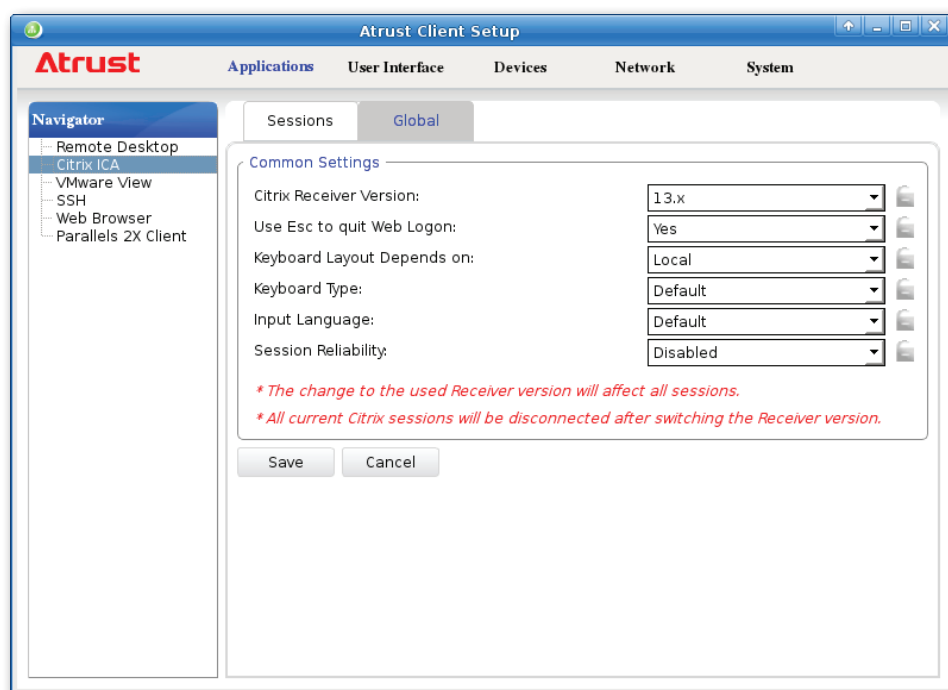 Atrust Client Setup
Atrust Applications User Interface Devices Network System
Navigator
Remote Desktop
Citrix ICA
VMware View
SSH
Web Browser
Parallels 2X Client
Sessions Global
Common Settings
Citrix Receiver Version: 13.x
Use Esc to quit Web Logon: Yes
Keyboard Layout Depends on: Local
Keyboard Type: Default
Input Language: Default
Session Reliability: Disabled
* The change to the used Receiver version will affect all sessions.
* All current Citrix sessions will be disconnected after switching the Receiver version.
Save Cancel